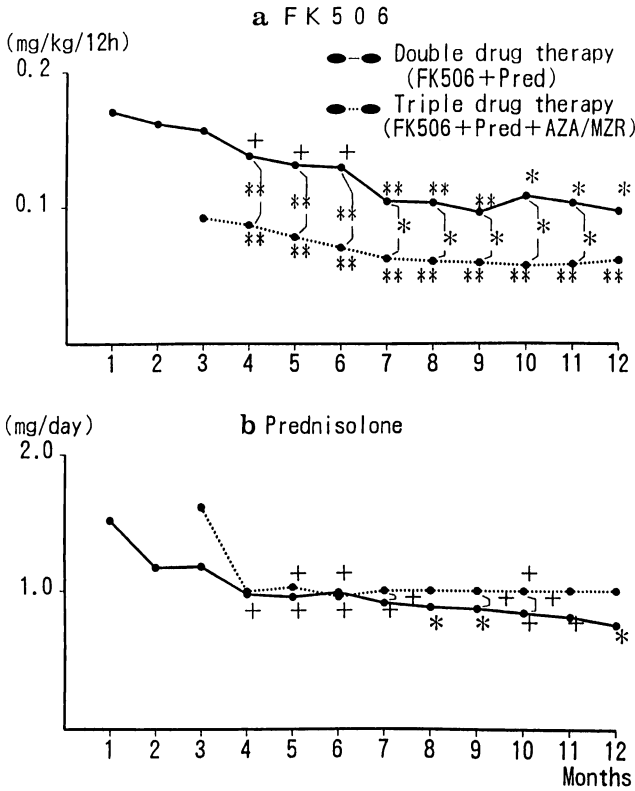 a FK506
(mg/kg/12h)
0.2
Double drug therapy
(FK506+Pred)
Triple drug therapy
(FK506+Pred+AZA/MZR)
+ + +
** ** **
** ** ** * * *
0.1
* * * * * *
** ** **
** ** ** ** ** **
1 2 3 4 5 6 7 8 9 10 11 12
(mg/day)
b Prednisolone
2.0
+ + +
1.0
+ + +
+ + + + + +
* * *
1 2 3 4 5 6 7 8 9 10 11 12
Months